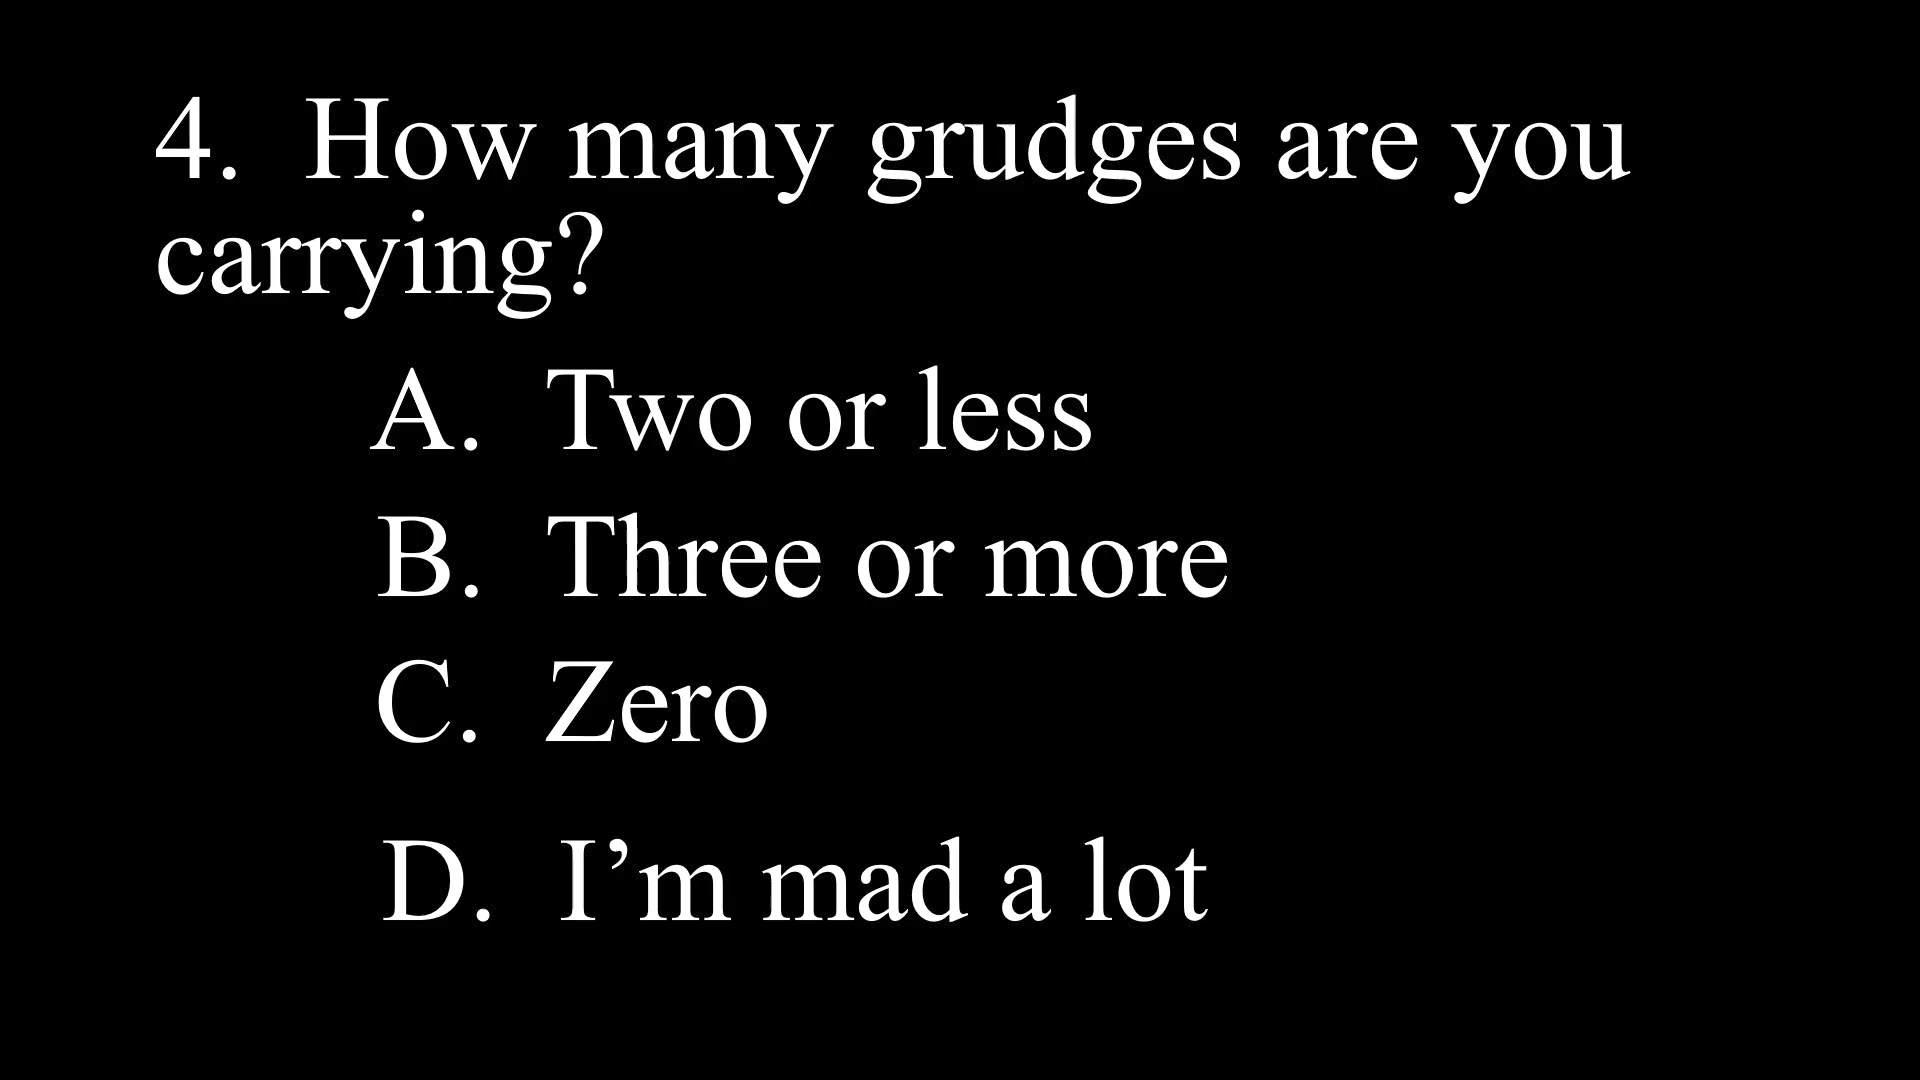 4.  How many grudges are you
carrying?
A.  Two or less
B.  Three or more
C.  Zero
D.  I’m mad a lot